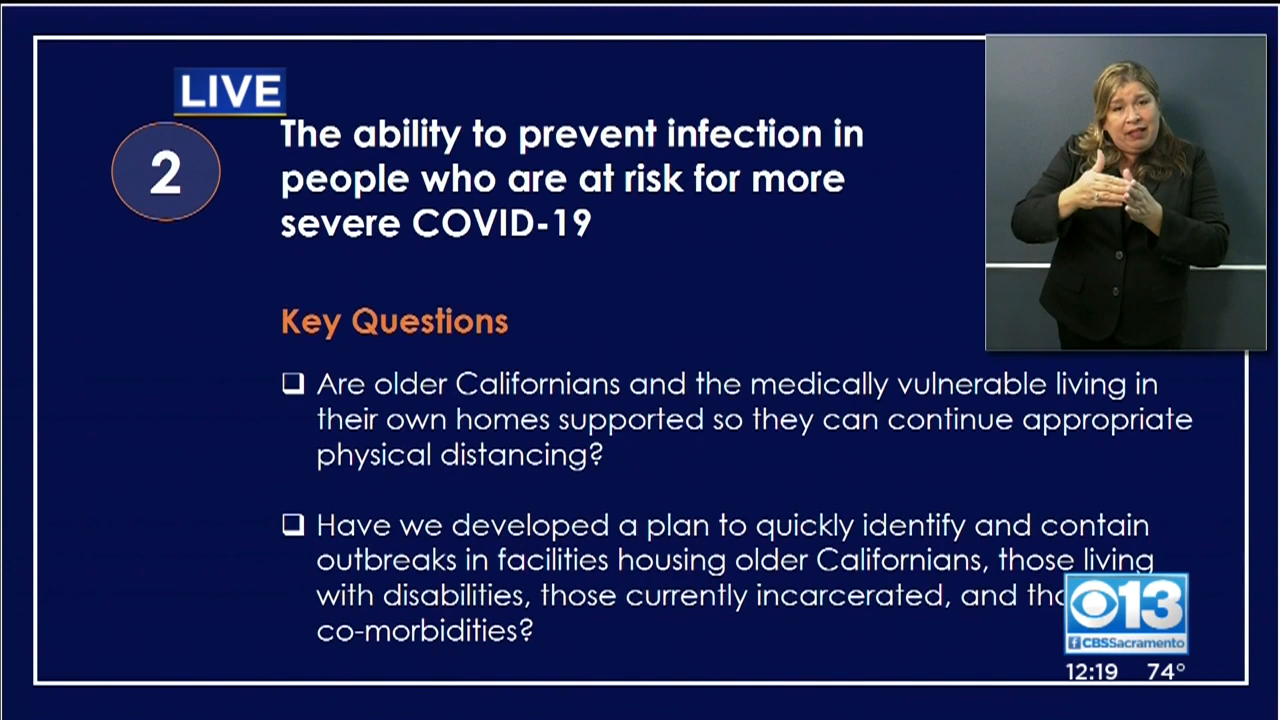 LIVE
2
The ability to prevent infection in
people who are at risk for more
severe COVID-19
Key Questions
Are older Californians and the medically vulnerable living in
their own homes supported so they can continue appropriate
physical distancing?
Have we developed a plan to quickly identify and contain
outbreaks in facilities housing older Californians, those living
with disabilities, those currently incarcerated, and
co-morbidities?
13
f CBSSacramento
12:19 74°